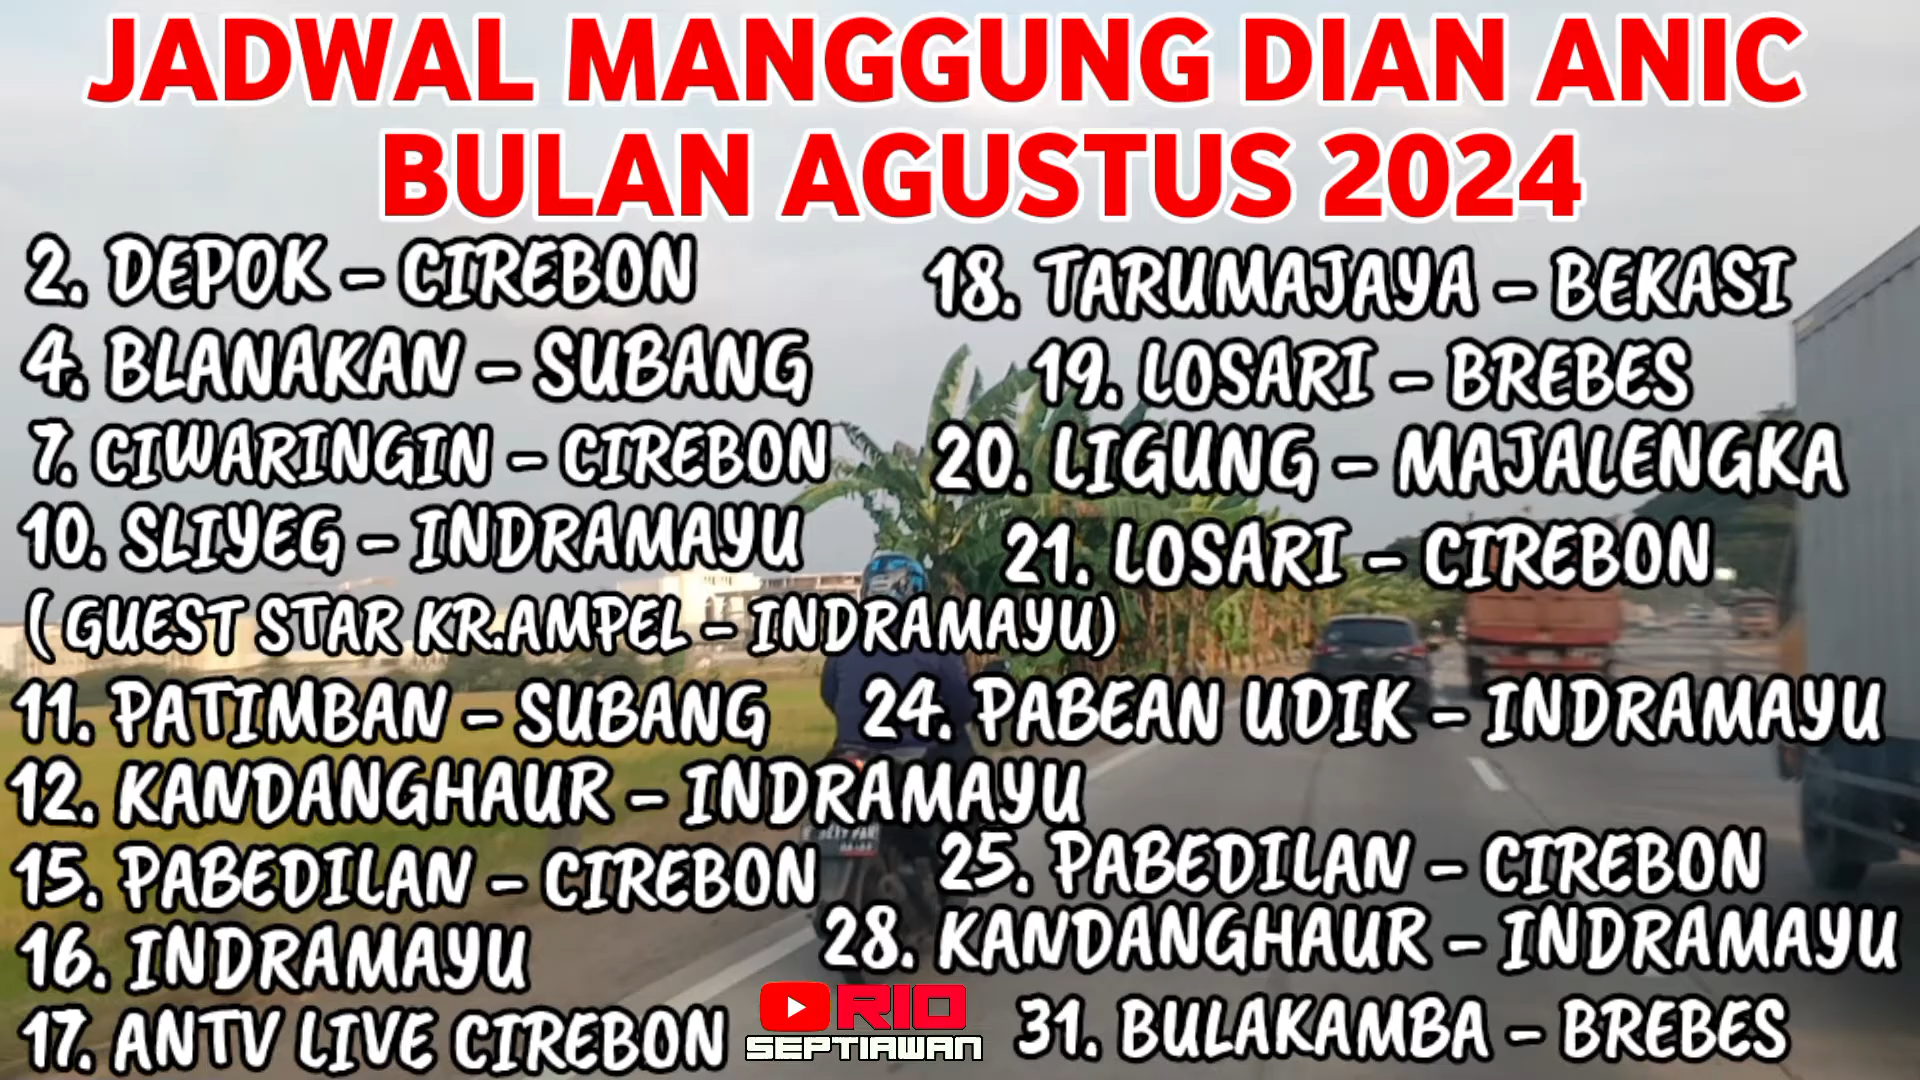 JADWAL MANGGUNG DIAN ANIC
BULAN AGUSTUS 2024
2. DEPOK - CIREBON
4. BLANAKAN - SUBANG
7. CIWARINGIN - CIREBON
10. SLIYEG - INDRAMAYU
( GUEST STAR KR.AMPEL - INDRAMAYU)
11. PATIMBAN - SUBANG
12. KANDANGHAUR - INDRAMAYU
15. PABEDILAN - CIREBON
16. INDRAMAYU
17. ANTV LIVE CIREBON
18. TARUMAJAYA - BEKASI
19. LOSARI - BREBES
20. LIGUNG - MAJALENGKA
21. LOSARI - CIREBON
24. PABEAN UDIK - INDRAMAYU
25. PABEDILAN - CIREBON
28. KANDANGHAUR - INDRAMAYU
31. BULAKAMBA - BREBES
RIO
SEPTIAWAN